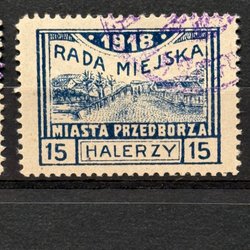 1918
RADA MIEJSKA
MIASTA PRZEDBORZA
15 HALERZY 15